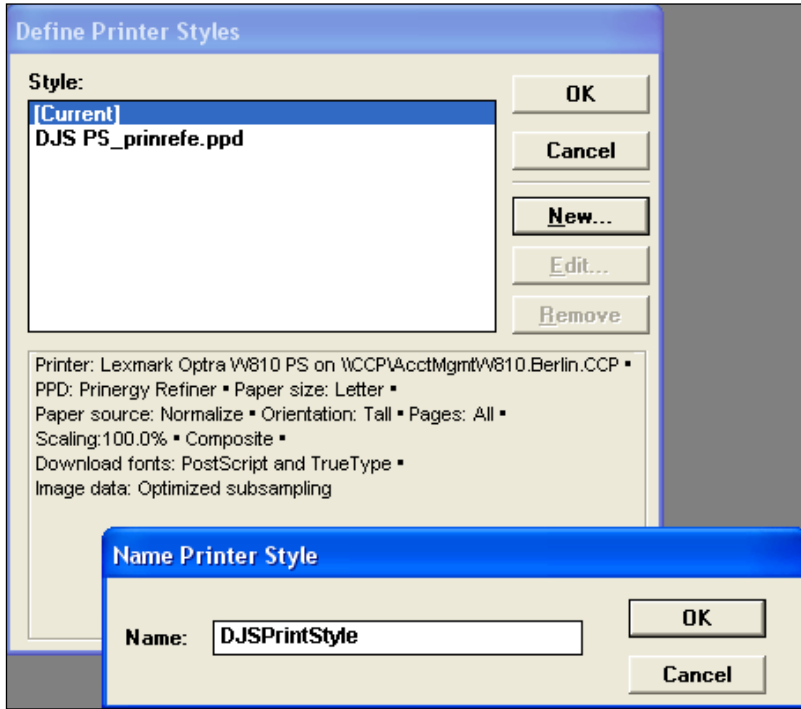 Define Printer Styles
Style:
[Current]
DJS PS_prinrefe.ppd
OK
Cancel
New...
Edit...
Remove
Printer: Lexmark Optra W810 PS on \\CCP\AcctMgmtW810.Berlin.CCP ▪
PPD: Prinergy Refiner ▪ Paper size: Letter ▪
Paper source: Normalize ▪ Orientation: Tall ▪ Pages: All ▪
Scaling:100.0% ▪ Composite ▪
Download fonts: PostScript and TrueType ▪
Image data: Optimized subsampling
Name Printer Style
Name: DJSPrintStyle
OK
Cancel